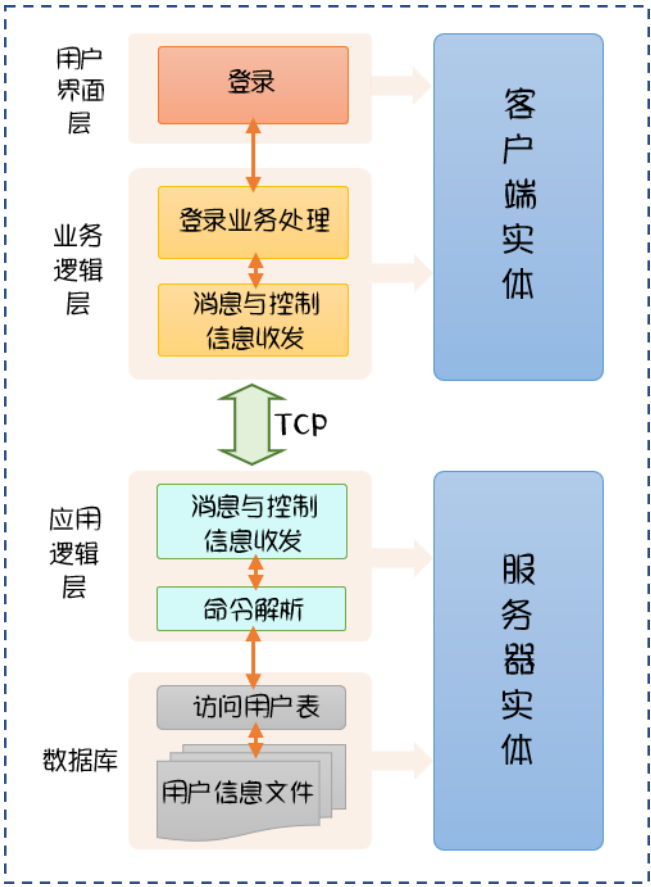 用户
界面
层
登录
客
户
端
实
体
业务
逻辑
层
登录业务处理
消息与控制
信息收发
TCP
应用
逻辑
层
消息与控制
信息收发
命令解析
服
务
器
实
体
数据库
访问用户表
用户信息文件